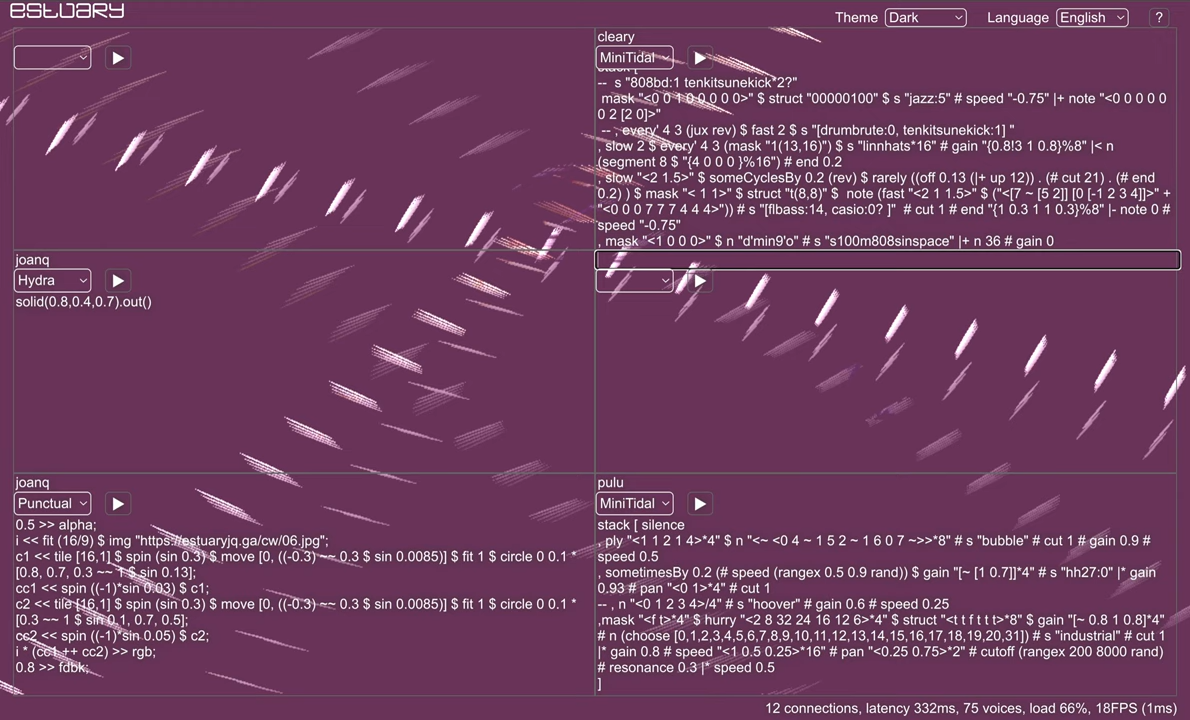 estuary
Theme Dark Language English ?
cleary
MiniTidal
stack [
-- s "808bd:1 tenkitsunekick*2?"
mask "<0 0 1 0 0 0 0 0>" $ struct "00000100" $ s "jazz:5" # speed "-0.75" |+ note "<0 0 0 0 0
0 2 [2 0]>"
-- , every' 4 3 (jux rev) $ fast 2 $ s "[drumbrute:0, tenkitsunekick:1] "
, slow 2 $ every' 4 3 (mask "1(13,16)") $ s "linnhats*16" # gain "{0.8!3 1 0.8}%8" |< n
(segment 8 $ "{4 0 0 0 }%16") # end 0.2
, slow "<2 1.5>" $ someCyclesBy 0.2 (rev) $ rarely ((off 0.13 (|+ up 12)) . (# cut 21) . (# end
0.2) ) $ mask "< 1 1>" $ struct "t(8,8)" $ note (fast "<2 1 1.5>" $ ("<[7 ~ [5 2]] [0 [-1 2 3 4]]>" +
"<0 0 0 7 7 7 4 4 4>")) # s "[flbass:14, casio:0? ]" # cut 1 # end "{1 0.3 1 1 0.3}%8" |- note 0 #
speed "-0.75"
, mask "<1 0 0 0>" $ n "d'min9'o" # s "s100m808sinspace" |+ n 36 # gain 0
joanq
Hydra
solid(0.8,0.4,0.7).out()
joanq
Punctual
0.5 >> alpha;
i << fit (16/9) $ img "https://estuaryjq.ga/cw/06.jpg";
c1 << tile [16,1] $ spin (sin 0.3) $ move [0, ((-0.3) ~~ 0.3 $ sin 0.0085)] $ fit 1 $ circle 0 0.1 *
[0.8, 0.7, 0.3 ~~ 1 $ sin 0.13];
cc1 << spin ((-1)*sin 0.03) $ c1;
c2 << tile [16,1] $ spin (sin 0.3) $ move [0, ((-0.3) ~~ 0.3 $ sin 0.0085)] $ fit 1 $ circle 0 0.1 *
[0.3 ~~ 1 $ sin 0.1, 0.7, 0.5];
cc2 << spin ((-1)*sin 0.05) $ c2;
i * (cc1 ++ cc2) >> rgb;
0.8 >> fdbk;
pulu
MiniTidal
stack [ silence
, ply "<1 1 2 1 4>*4" $ n "<~ <0 4 ~ 1 5 2 ~ 1 6 0 7 ~>>*8" # s "bubble" # cut 1 # gain 0.9 #
speed 0.5
, sometimesBy 0.2 (# speed (rangex 0.5 0.9 rand)) $ gain "[~ [1 0.7]]*4" # s "hh27:0" |* gain
0.93 # pan "<0 1>*4" # cut 1
-- , n "<0 1 2 3 4>/4" # s "hoover" # gain 0.6 # speed 0.25
,mask "<f t>*4" $ hurry "<2 8 32 24 16 12 6>*4" $ struct "<t t f t t t>*8" $ gain "[~ 0.8 1 0.8]*4"
# n (choose [0,1,2,3,4,5,6,7,8,9,10,11,12,13,14,15,16,17,18,19,20,31]) # s "industrial" # cut 1
|* gain 0.8 # speed "<1 0.5 0.25>*16" # pan "<0.25 0.75>*2" # cutoff (rangex 200 8000 rand)
# resonance 0.3 |* speed 0.5
]
12 connections, latency 332ms, 75 voices, load 66%, 18FPS (1ms)